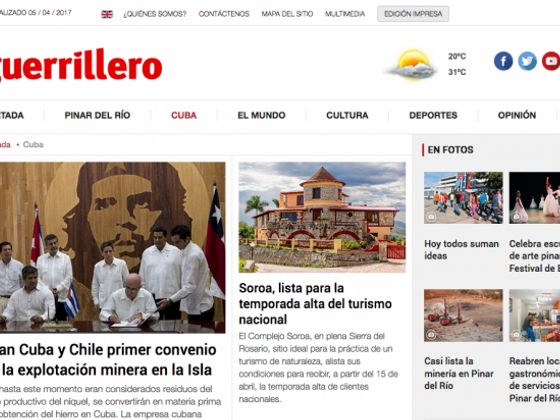 ALIZADO 05 / 04 / 2017
¿QUIÉNES SOMOS?
CONTÁCTENOS
MAPA DEL SITIO
MULTIMEDIA
EDICIÓN IMPRESA
guerrillero
20ºC
31ºC
TADA
PINAR DEL RÍO
CUBA
EL MUNDO
CULTURA
DEPORTES
OPINIÓN
ada • Cuba
EN FOTOS
an Cuba y Chile primer convenio
la explotación minera en la Isla
hasta este momento eran considerados residuos del
o productivo del níquel, se convertirán en materia prima
obtención del hierro en Cuba. La empresa cubana
Soroa, lista para la
temporada alta del turismo
nacional
El Complejo Soroa, en plena Sierra del
Rosario, sitio ideal para la práctica de un
turismo de naturaleza, alista sus
condiciones para recibir, a partir del 15 de
abril, la temporada alta de clientes
nacionales.
Hoy todos suman
ideas
Celebra esc
de arte pina
Festival de B
Casi lista la
minería en Pinar
del Río
Reabren loc
gastronómic
de servicios
Pinar del Río